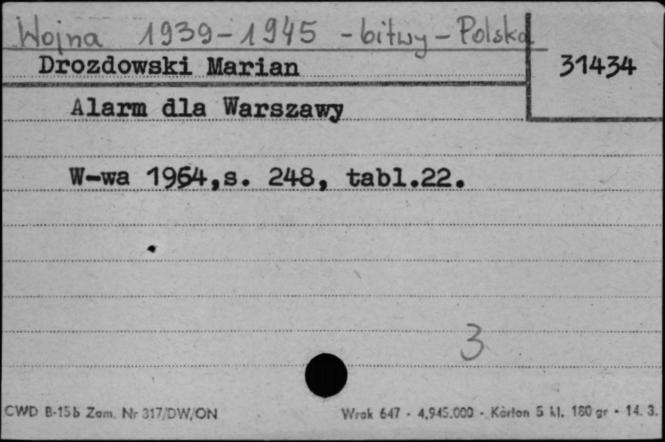 Wojna 1939-1945 - bitwy - Polska
Drozdowski Marian
31434
Alarm dla Warszawy
W-wa 1964,s. 248, tabl.22.
3
CWD B-15b Zam. Nr 317/DW/ON
Wrak 647 - 4.945.000 - Karton 5 kl. 180 gr - 14. 3.